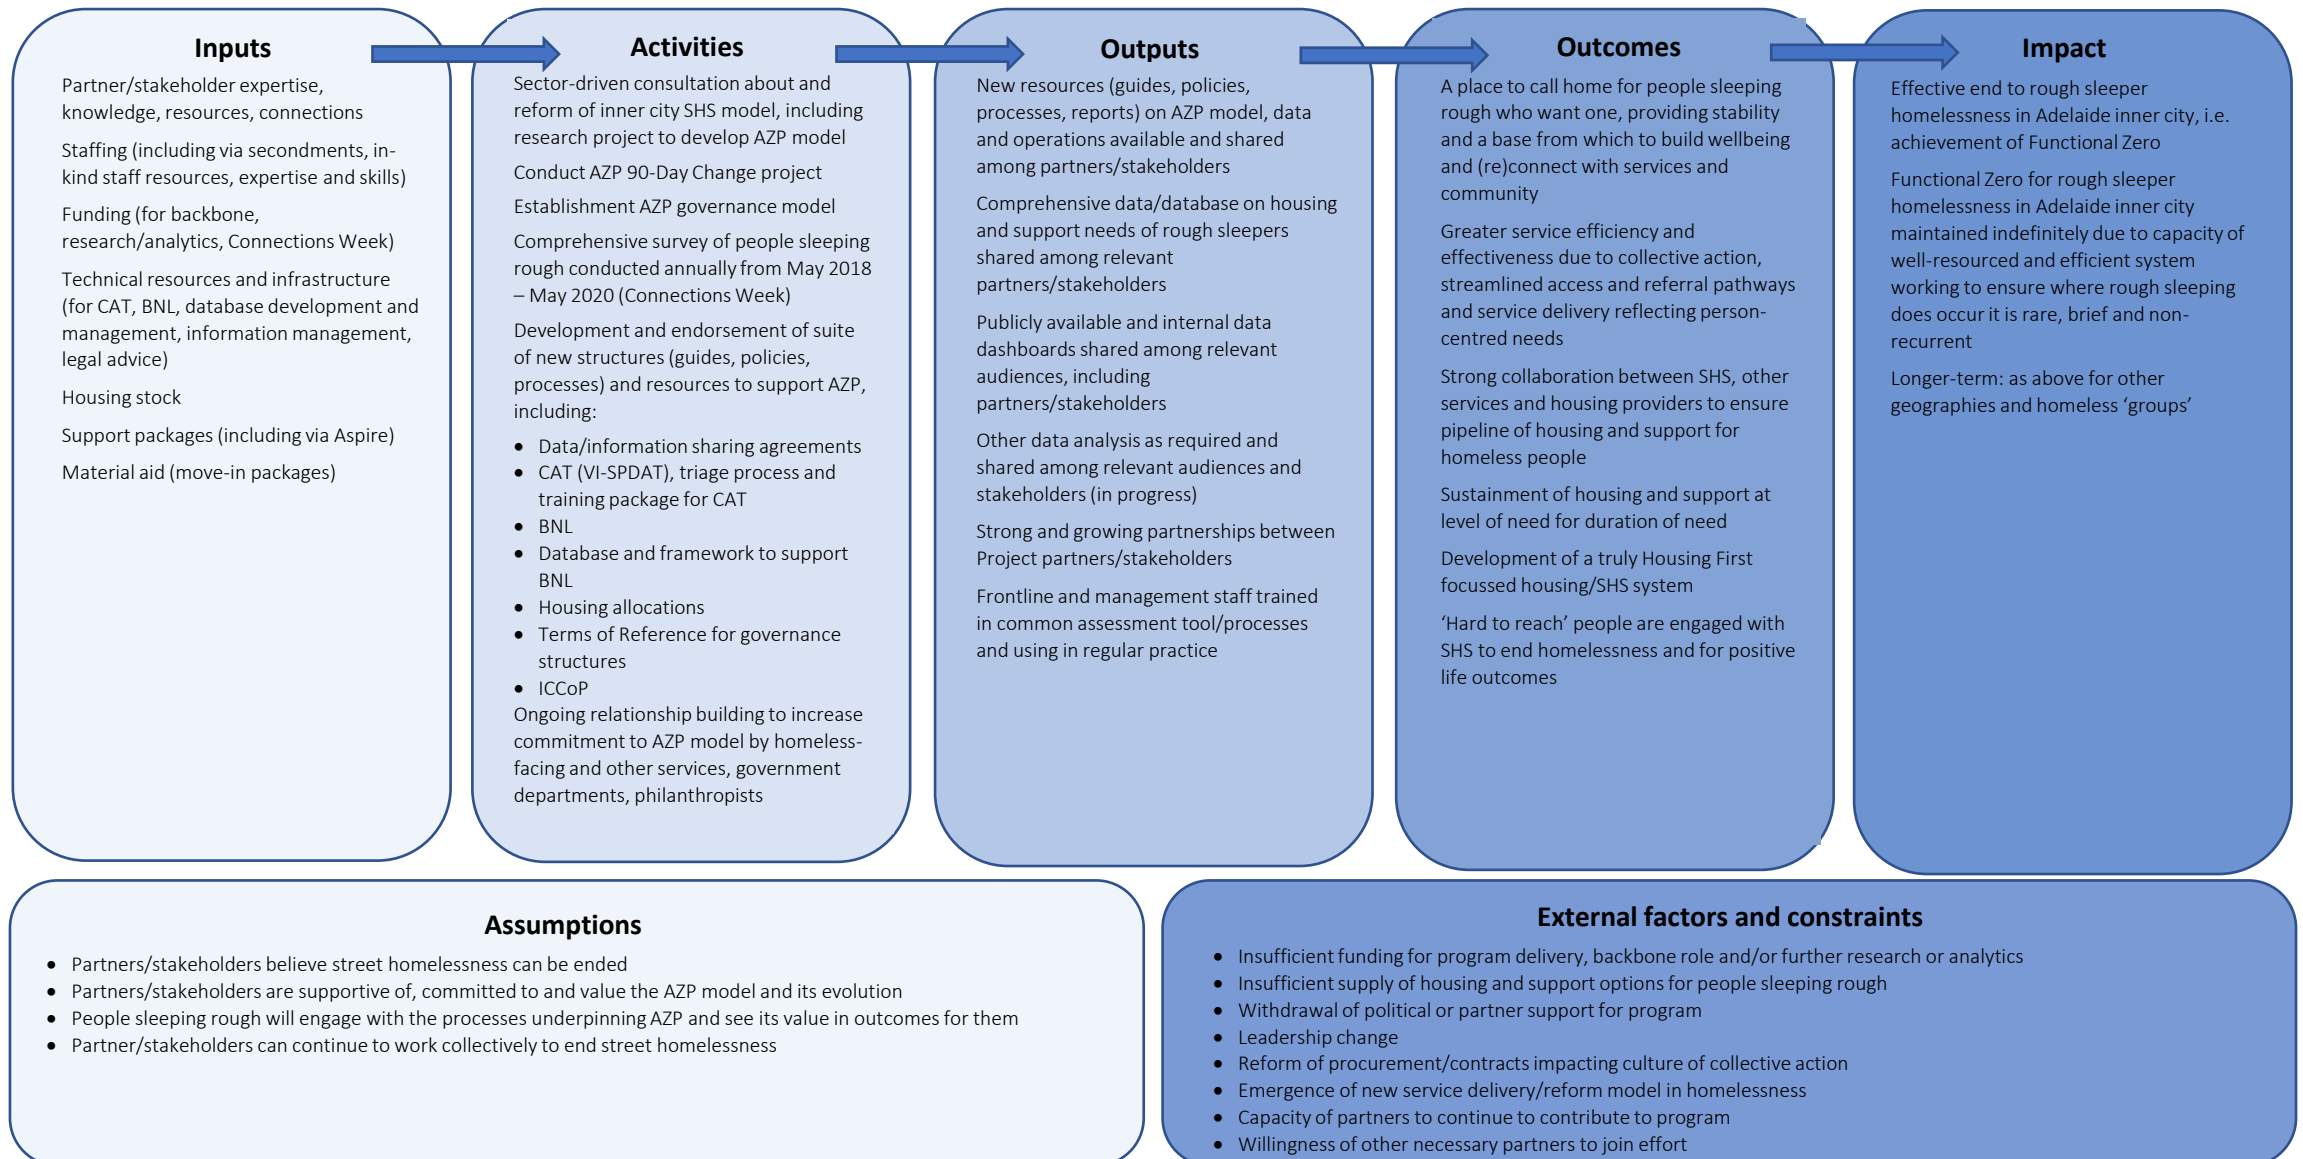 Inputs
Partner/stakeholder expertise,
knowledge, resources, connections
Staffing (including via secondments, in-
kind staff resources, expertise and skills)
Funding (for backbone,
research/analytics, Connections Week)
Technical resources and infrastructure
(for CAT, BNL, database development and
management, information management,
legal advice)
Housing stock
Support packages (including via Aspire)
Material aid (move-in packages)
Activities
Sector-driven consultation about and
reform of inner city SHS model, including
research project to develop AZP model
Conduct AZP 90-Day Change project
Establishment AZP governance model
Comprehensive survey of people sleeping
rough conducted annually from May 2018
– May 2020 (Connections Week)
Development and endorsement of suite
of new structures (guides, policies,
processes) and resources to support AZP,
including:
• Data/information sharing agreements
• CAT (VI-SPDAT), triage process and
training package for CAT
• BNL
• Database and framework to support
BNL
• Housing allocations
• Terms of Reference for governance
structures
• ICCoP
Ongoing relationship building to increase
commitment to AZP model by homeless-
facing and other services, government
departments, philanthropists
Outputs
New resources (guides, policies,
processes, reports) on AZP model, data
and operations available and shared
among partners/stakeholders
Comprehensive data/database on housing
and support needs of rough sleepers
shared among relevant
partners/stakeholders
Publicly available and internal data
dashboards shared among relevant
audiences, including
partners/stakeholders
Other data analysis as required and
shared among relevant audiences and
stakeholders (in progress)
Strong and growing partnerships between
Project partners/stakeholders
Frontline and management staff trained
in common assessment tool/processes
and using in regular practice
Outcomes
A place to call home for people sleeping
rough who want one, providing stability
and a base from which to build wellbeing
and (re)connect with services and
community
Greater service efficiency and
effectiveness due to collective action,
streamlined access and referral pathways
and service delivery reflecting person-
centred needs
Strong collaboration between SHS, other
services and housing providers to ensure
pipeline of housing and support for
homeless people
Sustainment of housing and support at
level of need for duration of need
Development of a truly Housing First
focussed housing/SHS system
‘Hard to reach’ people are engaged with
SHS to end homelessness and for positive
life outcomes
Impact
Effective end to rough sleeper
homelessness in Adelaide inner city, i.e.
achievement of Functional Zero
Functional Zero for rough sleeper
homelessness in Adelaide inner city
maintained indefinitely due to capacity of
well-resourced and efficient system
working to ensure where rough sleeping
does occur it is rare, brief and non-
recurrent
Longer-term: as above for other
geographies and homeless ‘groups’
Assumptions
• Partners/stakeholders believe street homelessness can be ended
• Partners/stakeholders are supportive of, committed to and value the AZP model and its evolution
• People sleeping rough will engage with the processes underpinning AZP and see its value in outcomes for them
• Partner/stakeholders can continue to work collectively to end street homelessness
External factors and constraints
• Insufficient funding for program delivery, backbone role and/or further research or analytics
• Insufficient supply of housing and support options for people sleeping rough
• Withdrawal of political or partner support for program
• Leadership change
• Reform of procurement/contracts impacting culture of collective action
• Emergence of new service delivery/reform model in homelessness
• Capacity of partners to continue to contribute to program
• Willingness of other necessary partners to join effort